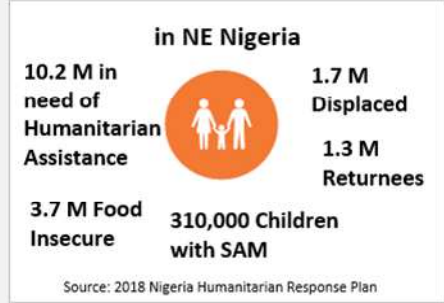 in NE Nigeria
10.2 M in
need of
Humanitarian
Assistance
1.7 M
Displaced
1.3 M
Returnees
3.7 M Food
Insecure
310,000 Children
with SAM
Source: 2018 Nigeria Humanitarian Response Plan